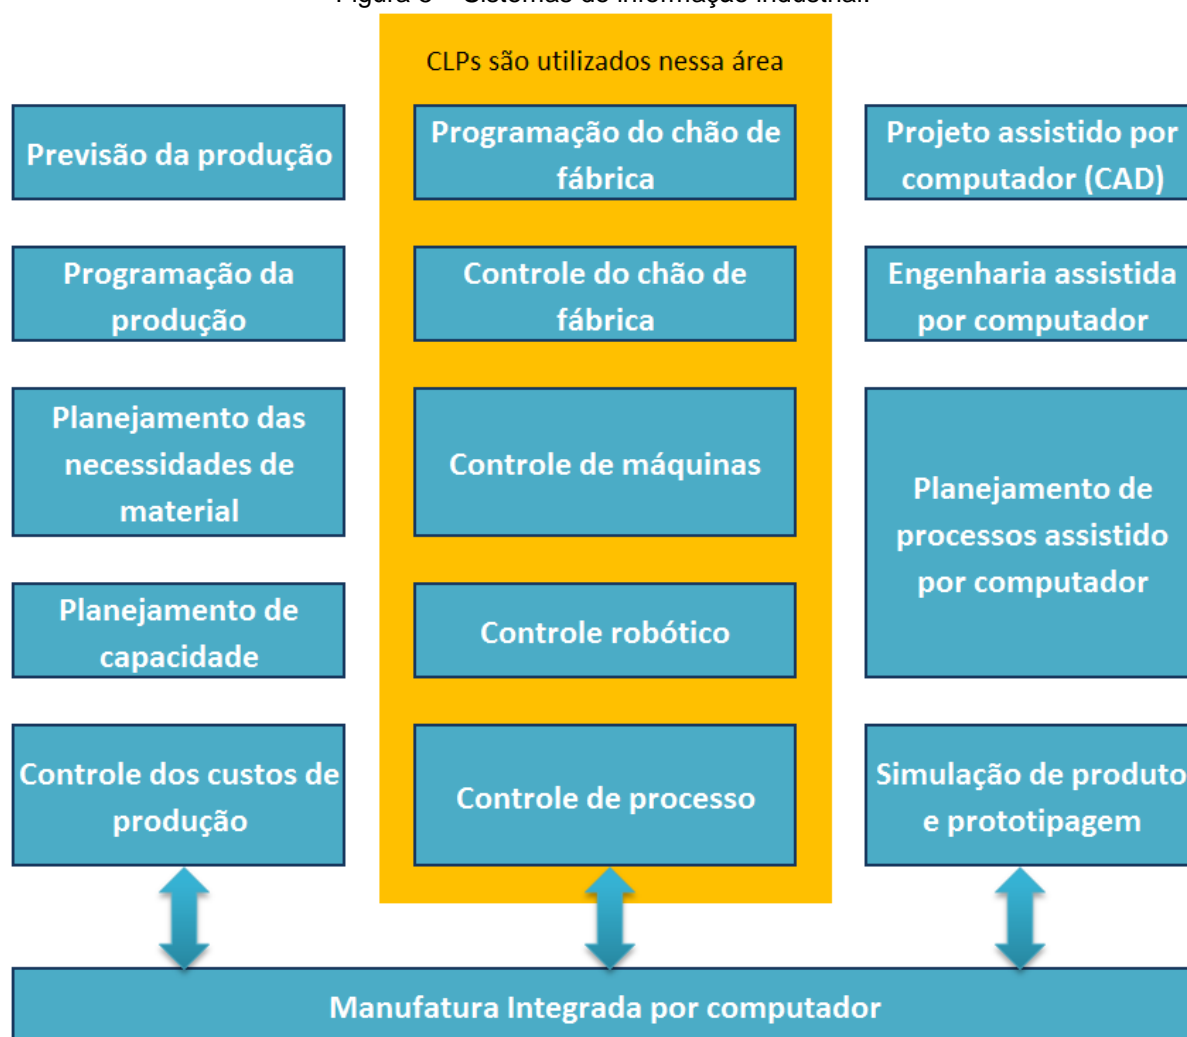 CLPs são utilizados nessa área
Previsão da produção
Programação da
produção
Planejamento das
necessidades de
material
Planejamento de
capacidade
Controle dos custos de
produção
Programação do chão de
fábrica
Controle do chão de
fábrica
Controle de máquinas
Controle robótico
Controle de processo
Projeto assistido por
computador (CAD)
Engenharia assistida
por computador
Planejamento de
processos assistido
por computador
Simulação de produto
e prototipagem
Manufatura Integrada por computador